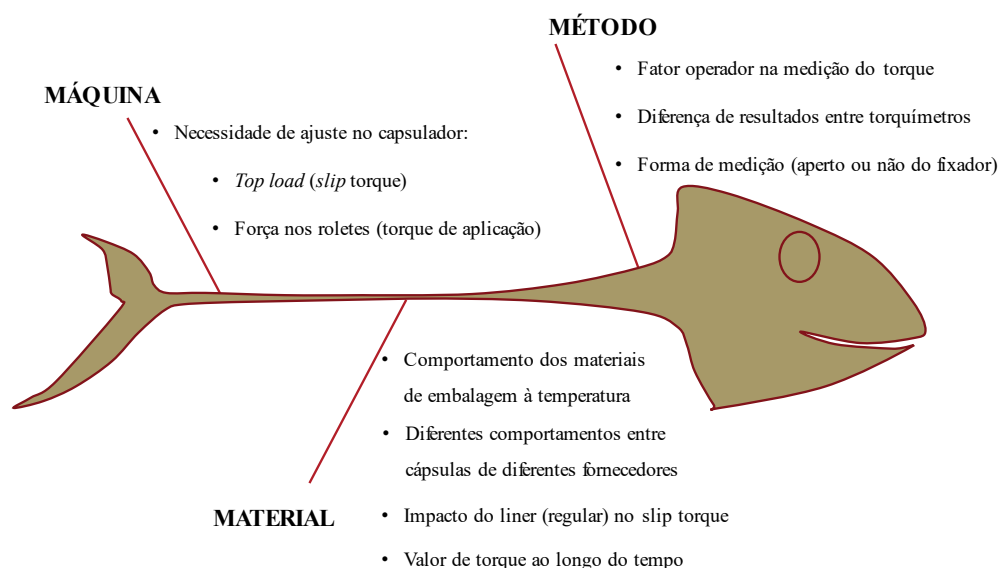 MÉTODO
• Fator operador na medição do torque
• Diferença de resultados entre torquímetros
• Forma de medição (aperto ou não do fixador)
MÁQUINA
• Necessidade de ajuste no capsulador:
• Top load (slip torque)
• Força nos roletes (torque de aplicação)
• Comportamento dos materiais
de embalagem à temperatura
• Diferentes comportamentos entre
cápsulas de diferentes fornecedores
MATERIAL
• Impacto do liner (regular) no slip torque
• Valor de torque ao longo do tempo